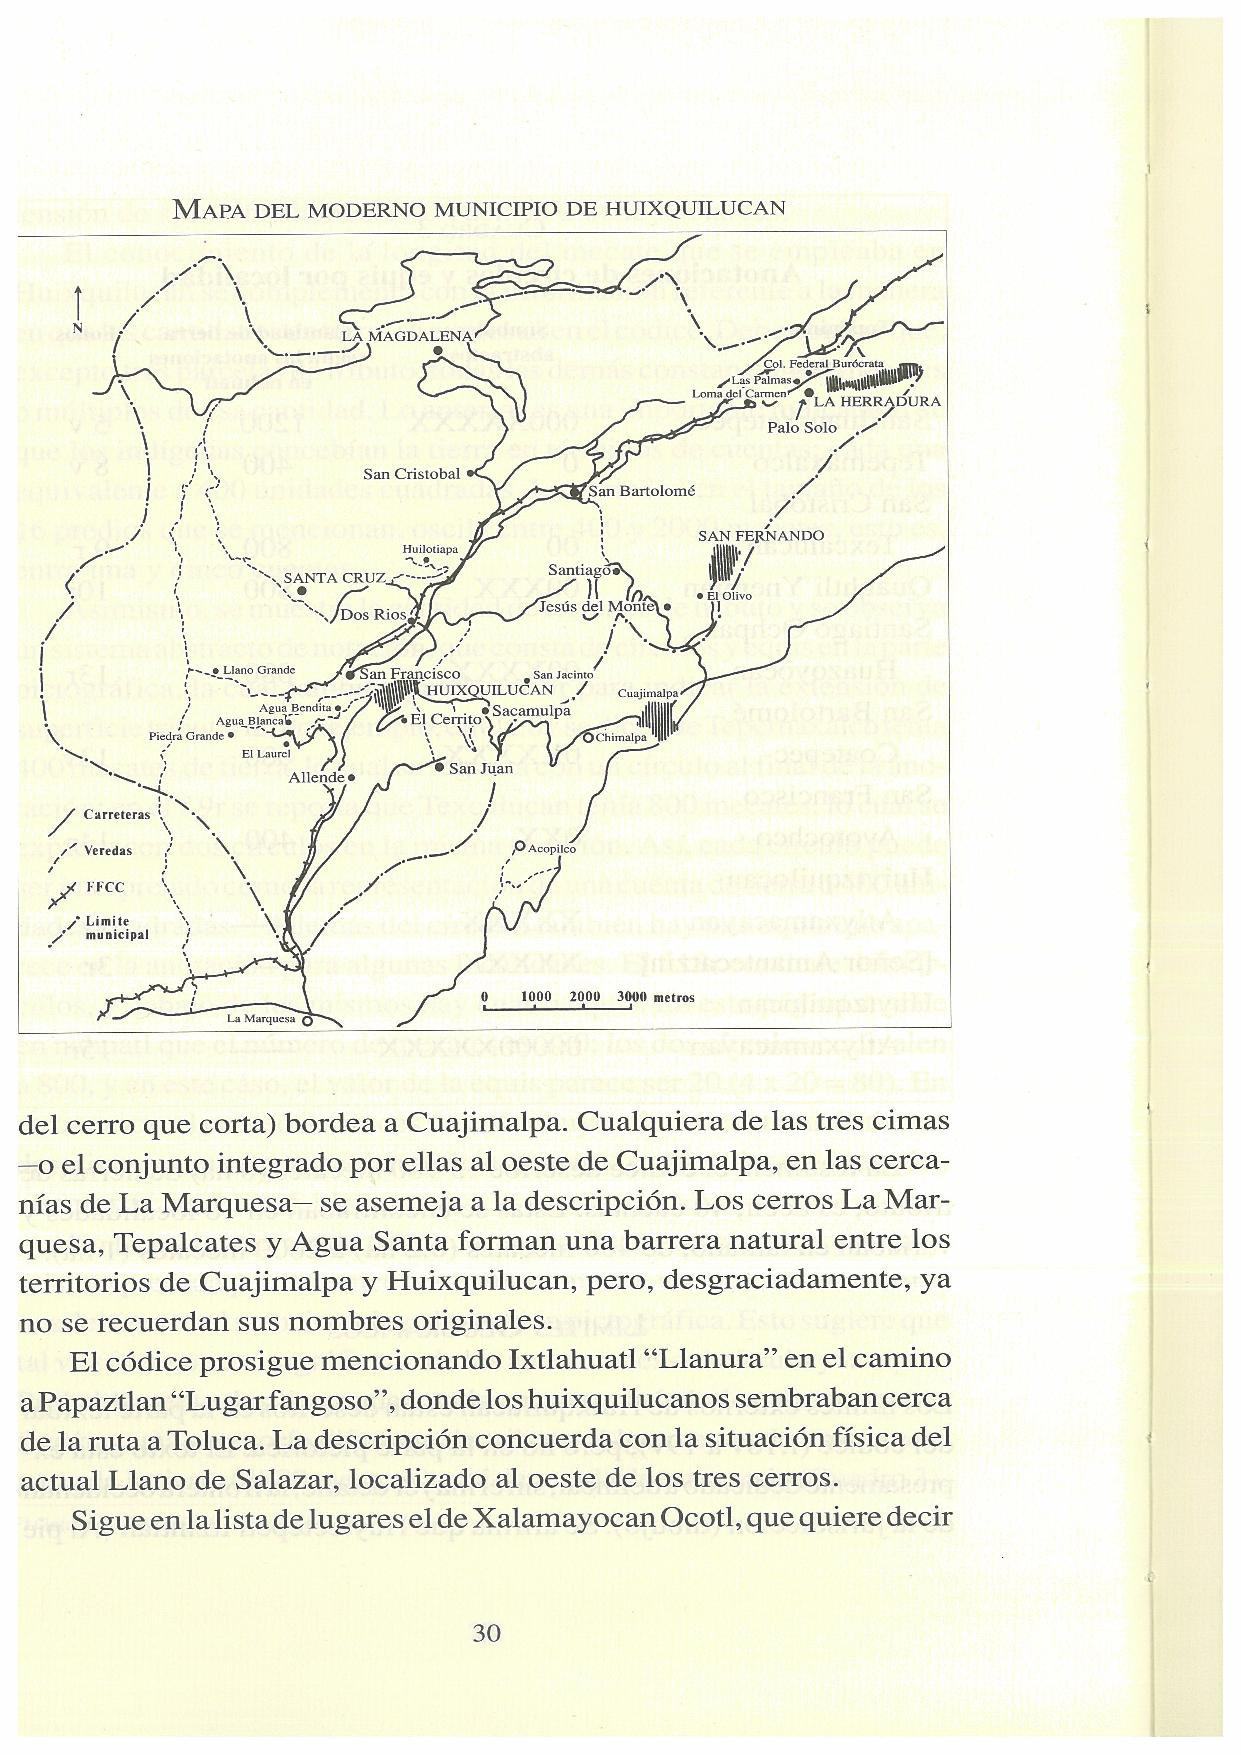 MAPA DEL MODERNO MUNICIPIO DE HUIXQUILUCAN
N
LA MAGDALENA
Col. Federal Burócrata
Las Palmas
Loma del Carmen
LA HERRADURA
Palo Solo
San Cristobal
San Bartolomé
SAN FERNANDO
Huilotiapa
Santiago
SANTA CRUZ
El Olivo
Jesús del Monte
Dos Rios
Llano Grande
San Francisco
San Jacinto
HUIXQUILUCAN
Cuajimalpa
Agua Bendita
Sacamulpa
Agua Blanca
El Cerrito
Piedra Grande
Chimalpa
El Laurel
San Juan
Allende
Carreteras
Acopilco
Veredas
FFCC
Limite
municipal
0 1000 2000 3000 metros
La Marquesa
del cerro que corta) bordea a Cuajimalpa. Cualquiera de las tres cimas
—o el conjunto integrado por ellas al oeste de Cuajimalpa, en las cerca-
nías de La Marquesa— se asemeja a la descripción. Los cerros La Mar-
quesa, Tepalcates y Agua Santa forman una barrera natural entre los
territorios de Cuajimalpa y Huixquilucan, pero, desgraciadamente, ya
no se recuerdan sus nombres originales.
El códice prosigue mencionando Ixtlahuatl “Llanura” en el camino
a Papaztlan “Lugar fangoso”, donde los huixquilucanos sembraban cerca
de la ruta a Toluca. La descripción concuerda con la situación física del
actual Llano de Salazar, localizado al oeste de los tres cerros.
Sigue en la lista de lugares el de Xalamayocan Ocotl, que quiere decir
30